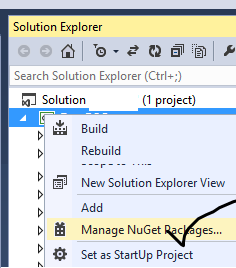 Solution Explorer
Search Solution Explorer (Ctrl+;)
Solution (1 project)
Build
Rebuild
New Solution Explorer View
Add
Manage NuGet Packages...
Set as StartUp Project